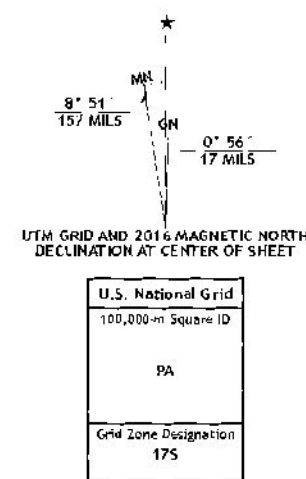 ★
MN
8° 51´
157 MILS
GN
0° 56´
17 MILS
UTM GRID AND 2016 MAGNETIC NORTH
DECLINATION AT CENTER OF SHEET
U.S. National Grid
100,000-m Square ID
PA
Grid Zone Designation
17S